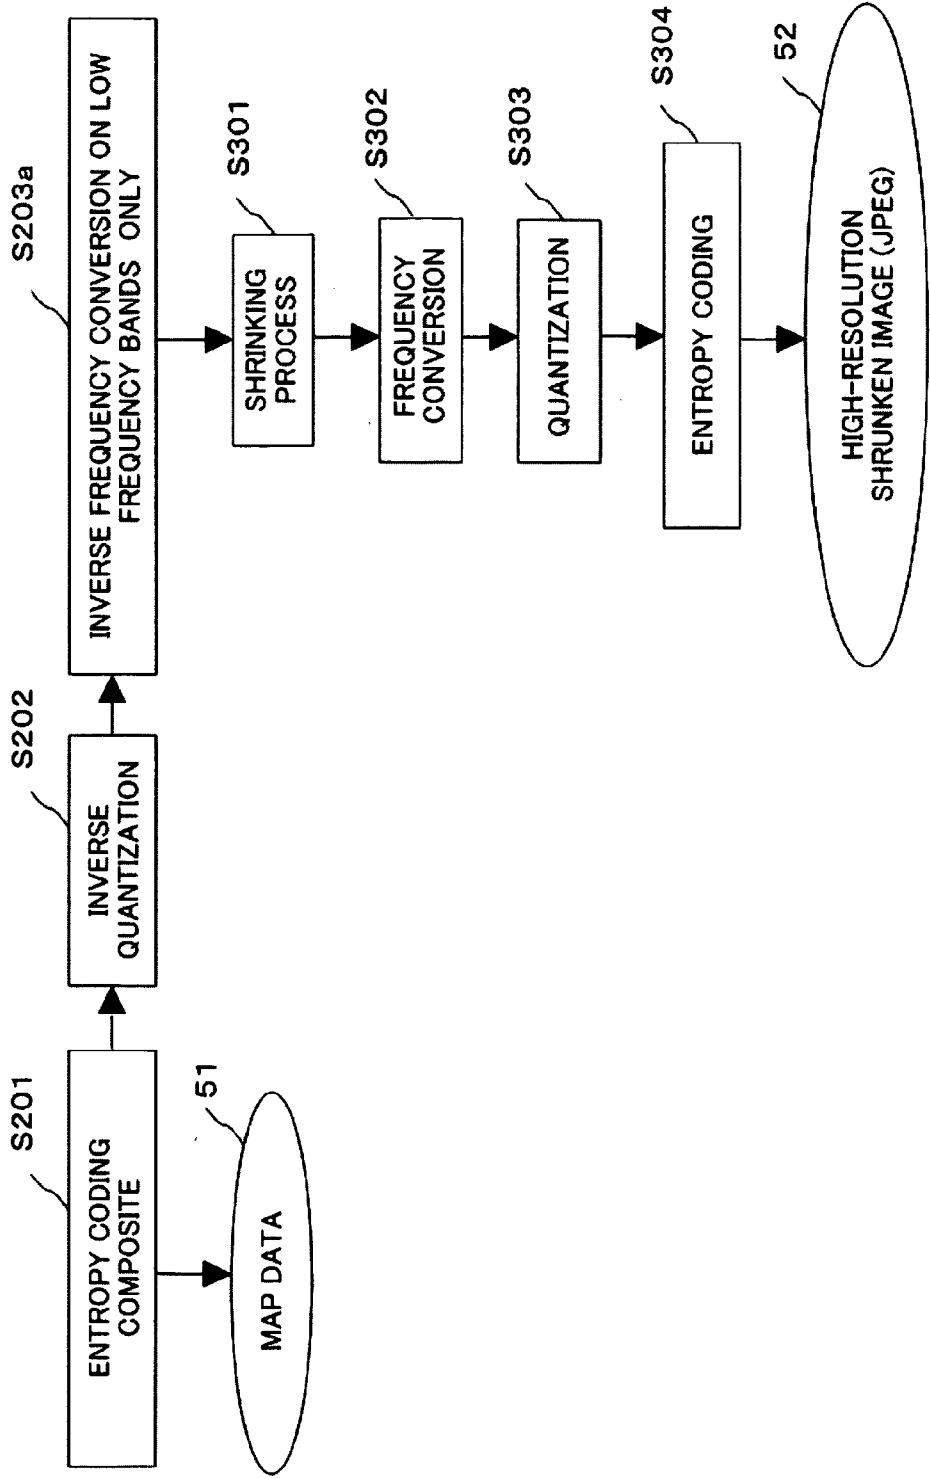 S201
ENTROPY CODING
COMPOSITE
51
MAP DATA
S202
INVERSE
QUANTIZATION
S203a
INVERSE FREQUENCY CONVERSION ON LOW
FREQUENCY BANDS ONLY
S301
SHRINKING
PROCESS
S302
FREQUENCY
CONVERSION
S303
QUANTIZATION
S304
ENTROPY CODING
52
HIGH-RESOLUTION
SHRUNKEN IMAGE (JPEG)